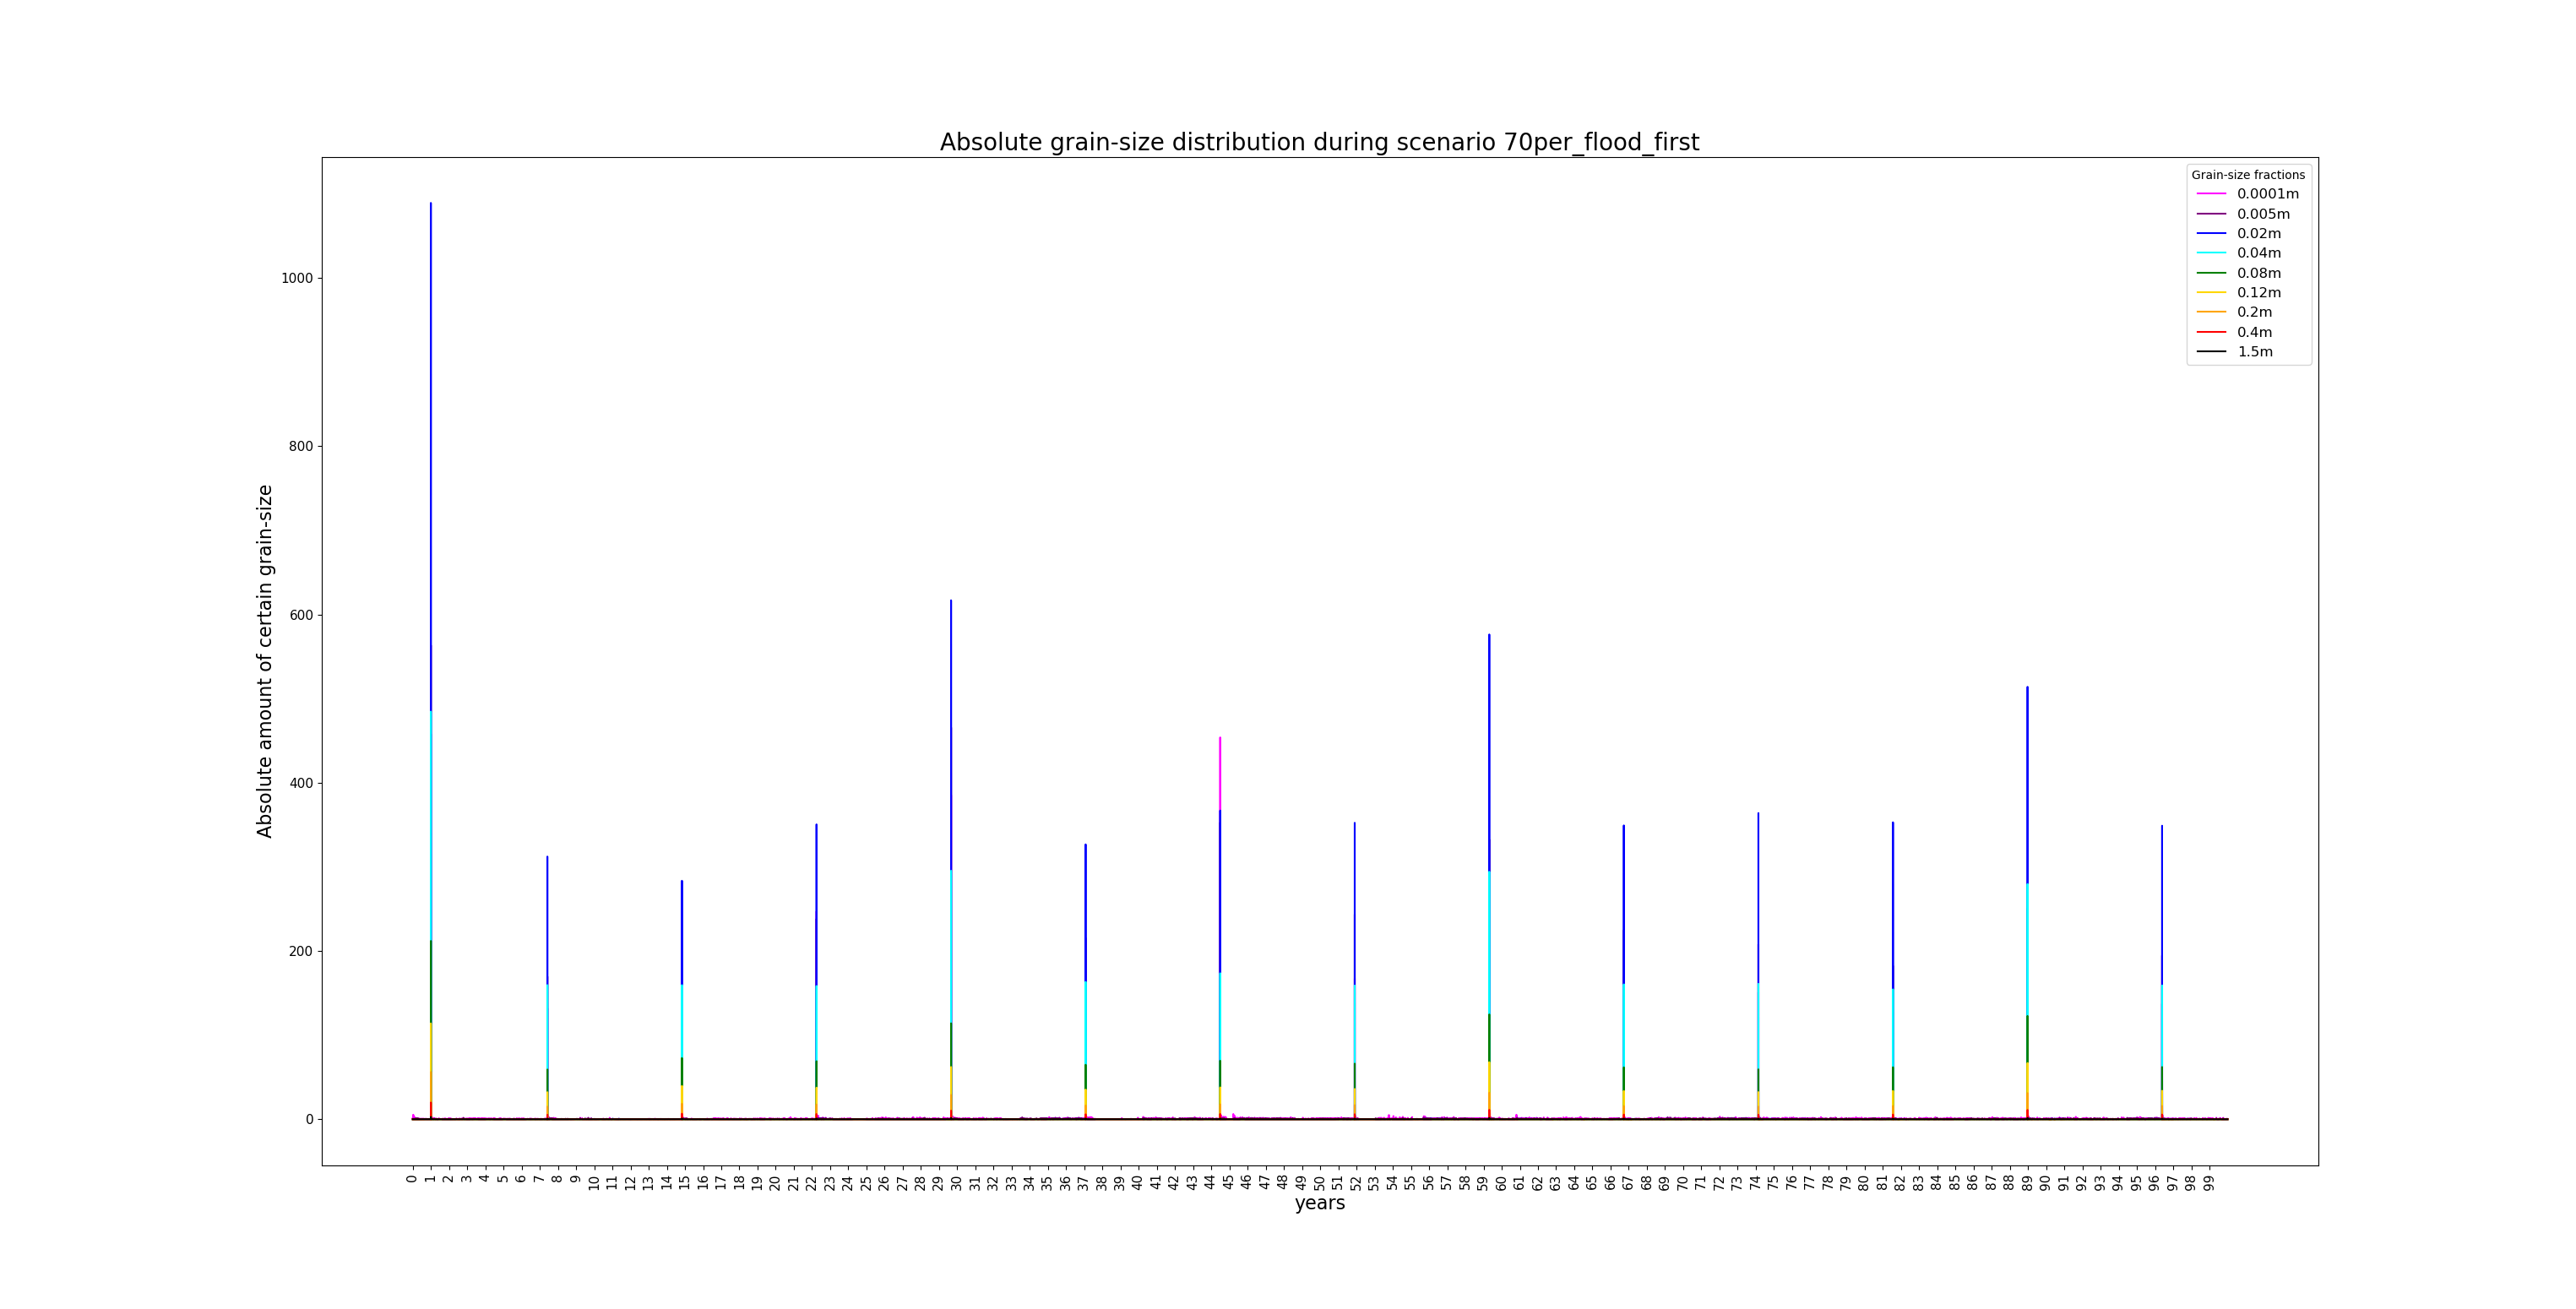 Absolute grain-size distribution during scenario 70per_flood_first
Grain-size fractions
0.0001m
0.005m
0.02m
0.04m
0.08m
0.12m
0.2m
0.4m
1.5m
Absolute amount of certain grain-size
1000
800
600
400
200
0
0 1 2 3 4 5 6 7 8 9 10 11 12 13 14 15 16 17 18 19 20 21 22 23 24 25 26 27 28 29 30 31 32 33 34 35 36 37 38 39 40 41 42 43 44 45 46 47 48 49 50 51 52 53 54 55 56 57 58 59 60 61 62 63 64 65 66 67 68 69 70 71 72 73 74 75 76 77 78 79 80 81 82 83 84 85 86 87 88 89 90 91 92 93 94 95 96 97 98 99
years